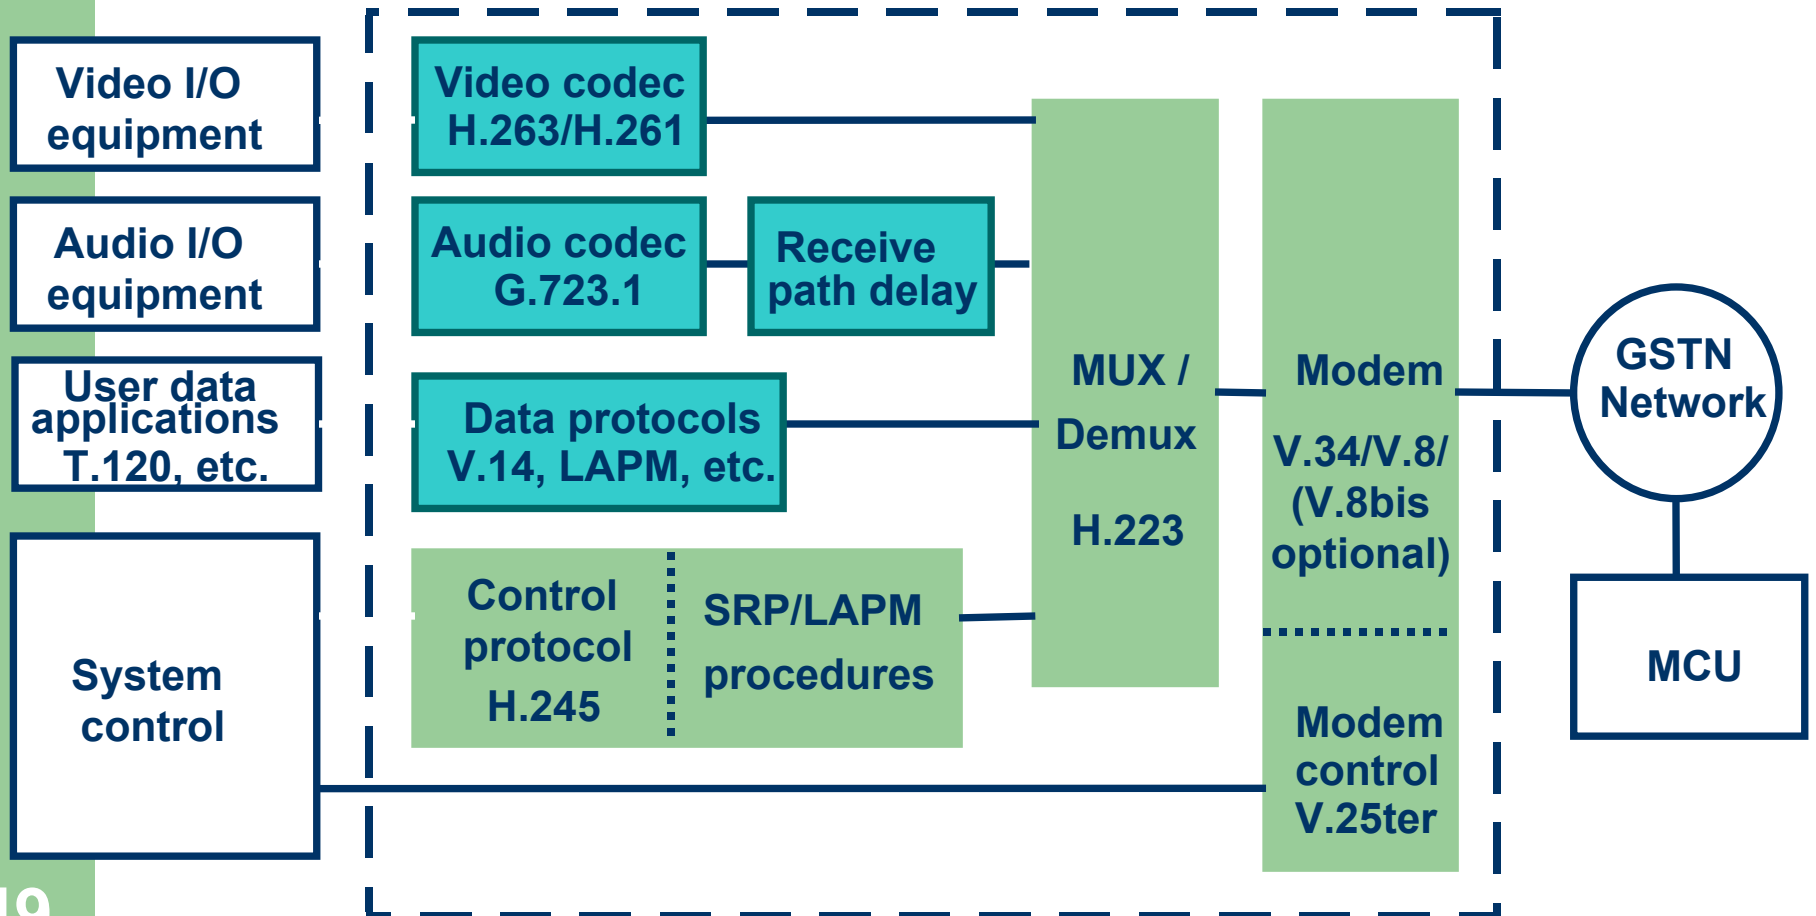 Video I/O
equipment
Video codec
H.263/H.261
Audio I/O
equipment
Audio codec
G.723.1
Receive
path delay
User data
applications
T.120, etc.
Data protocols
V.14, LAPM, etc.
System
control
Control
protocol
H.245
SRP/LAPM
procedures
MUX /
Demux
H.223
Modem
V.34/V.8/
(V.8bis
optional)
Modem
control
V.25ter
GSTN
Network
MCU